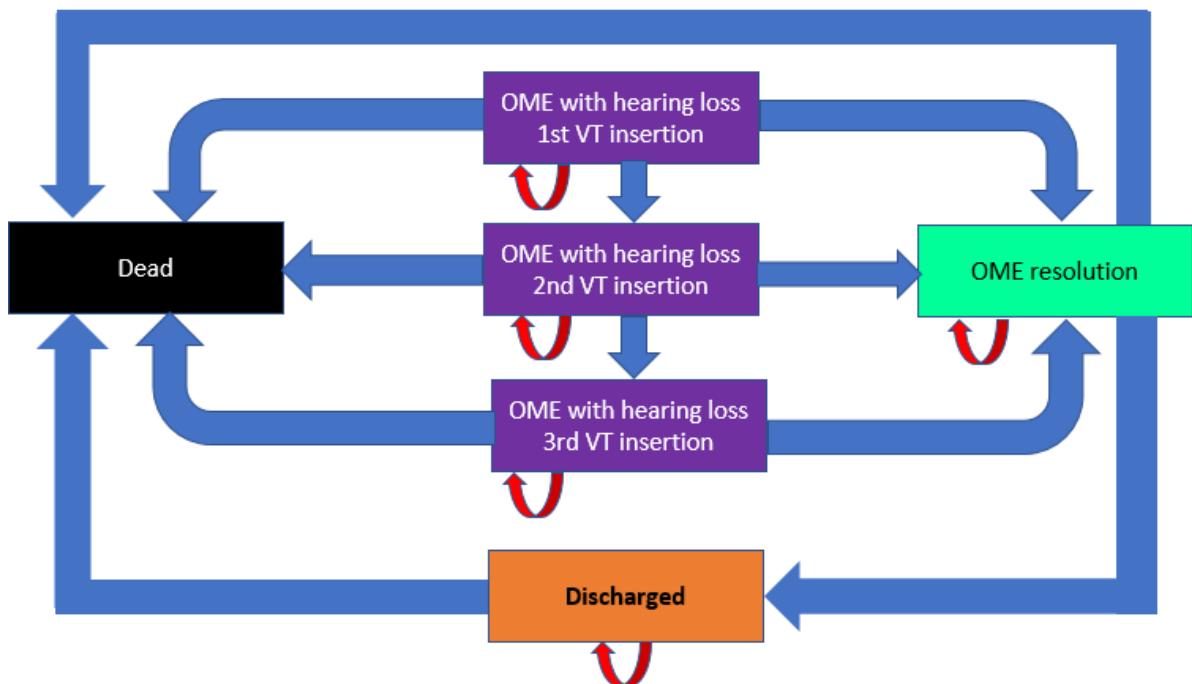 OME with hearing loss
1st VT insertion
Dead
OME with hearing loss
2nd VT insertion
OME resolution
OME with hearing loss
3rd VT insertion
Discharged